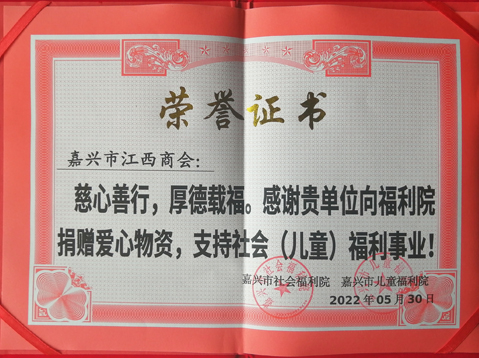 荣誉证书
嘉兴市江西商会:
慈心善行，厚德载福。感谢贵单位向福利院
捐赠爱心物资，支持社会（儿童）福利事业!
嘉兴市社会福利院 嘉兴市儿童福利院
2022年05月30日